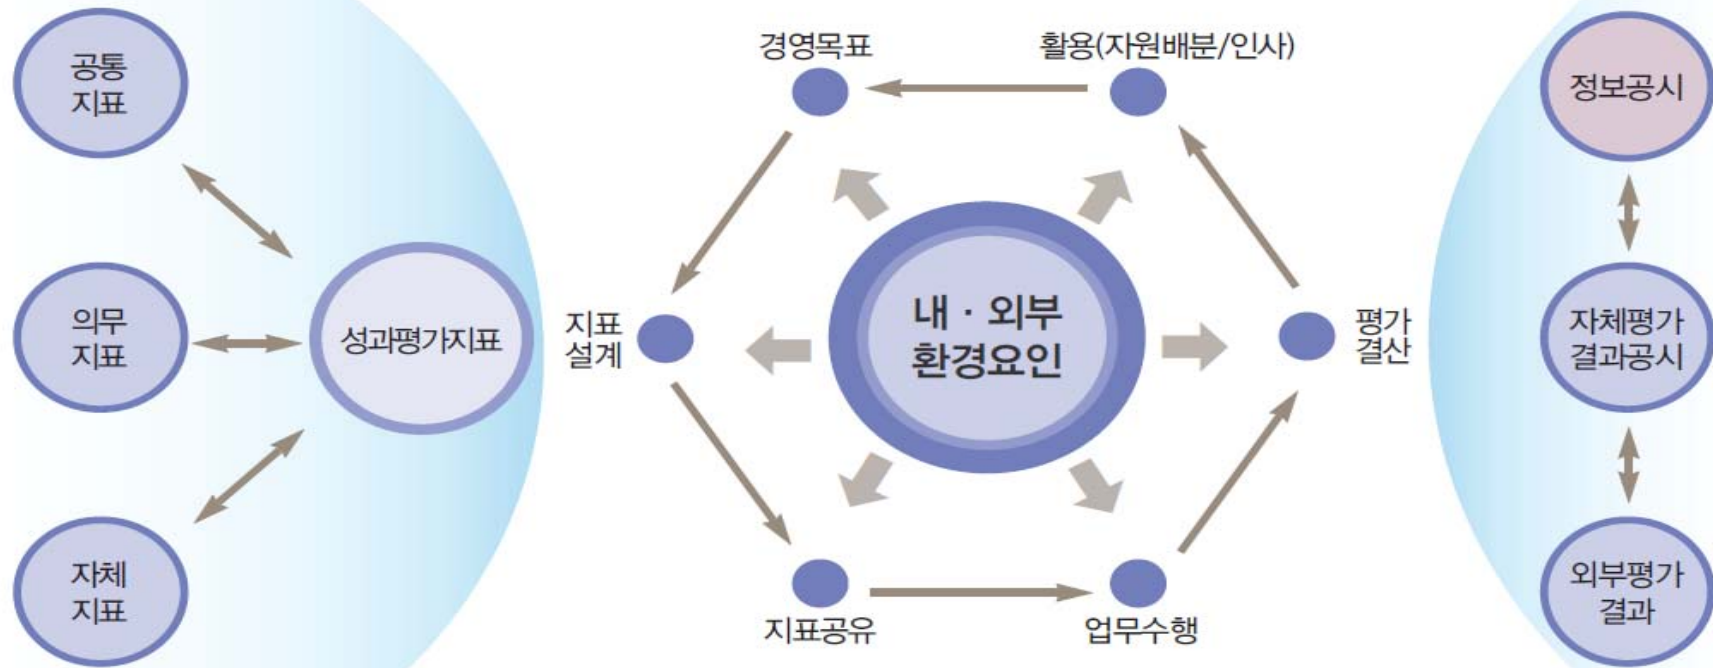 공통
지표
의무
지표
자체
지표
성과평가지표
경영목표
활용(자원배분/인사)
지표
설계
내 · 외부
환경요인
평가
결산
지표공유
업무수행
정보공시
자체평가
결과공시
외부평가
결과